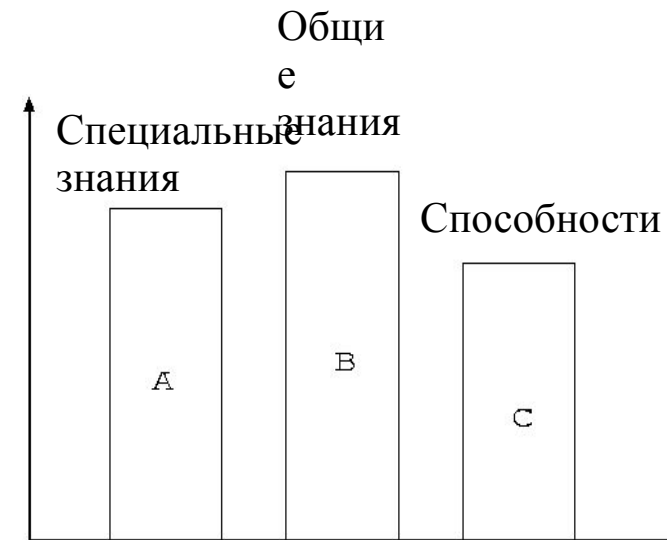 Общи
е
знания
Специальные
знания
Способности
A
B
C